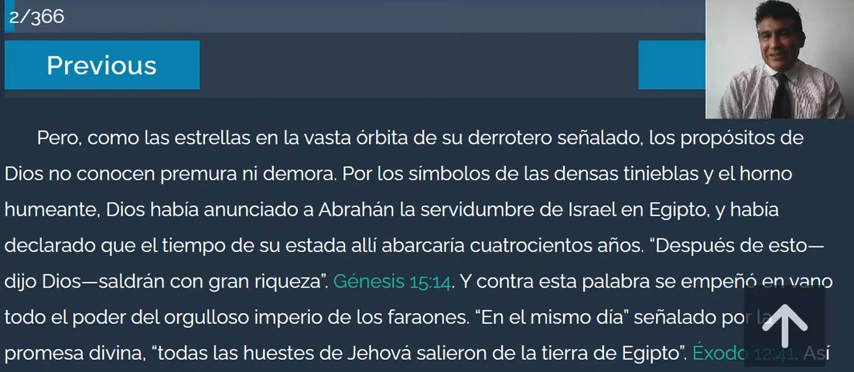 2/366
Previous
Pero, como las estrellas en la vasta órbita de su derrotero señalado, los propósitos de
Dios no conocen premura ni demora. Por los símbolos de las densas tinieblas y el horno
humeante, Dios había anunciado a Abrahán la servidumbre de Israel en Egipto, y había
declarado que el tiempo de su estada allí abarcaría cuatrocientos años. “Después de esto—
dijo Dios—saldrán con gran riqueza”. Génesis 15:14. Y contra esta palabra se empeñó en vano
todo el poder del orgulloso imperio de los faraones. “En el mismo día” señalado por la
promesa divina, “todas las huestes de Jehová salieron de la tierra de Egipto”. Éxodo 12:41. Así